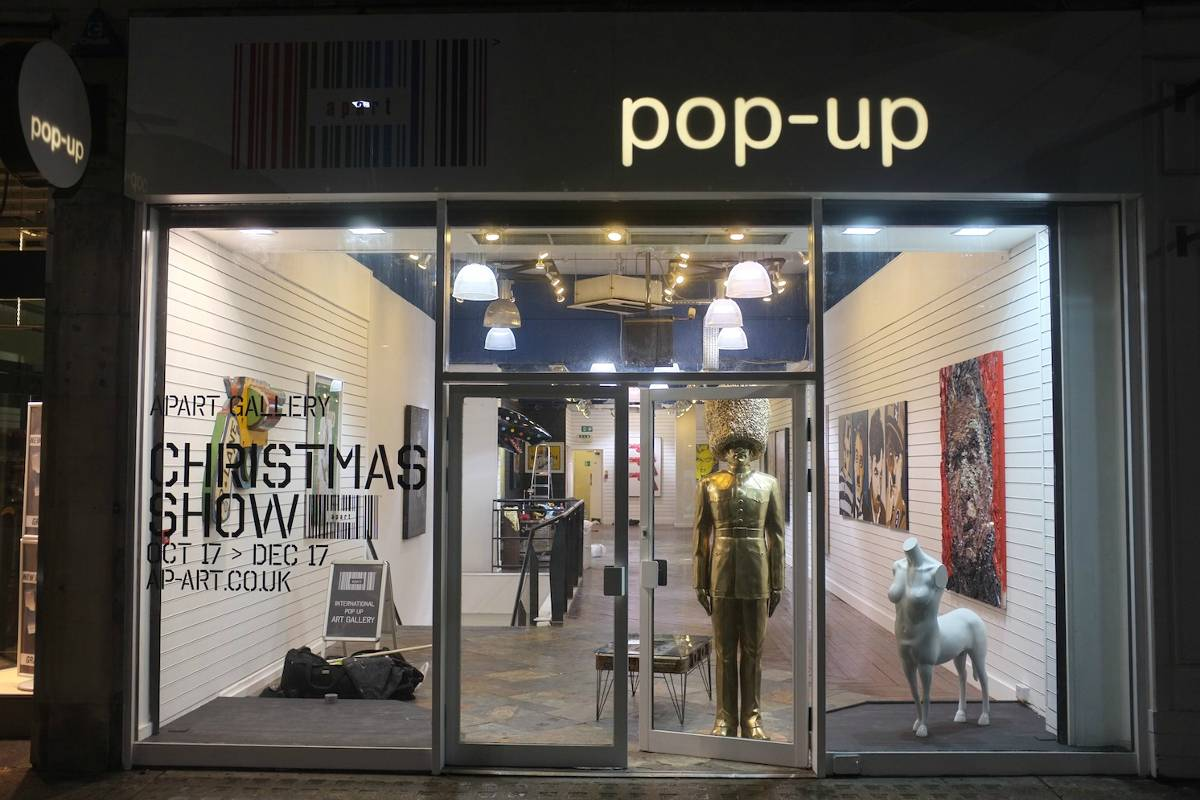 pop-up
apart
pop-up
APART GALLERY
CHRISTMAS
SHOW
apart
OCT 17 > DEC 17
AP-ART.CO.UK
INTERNATIONAL
POP UP
ART GALLERY